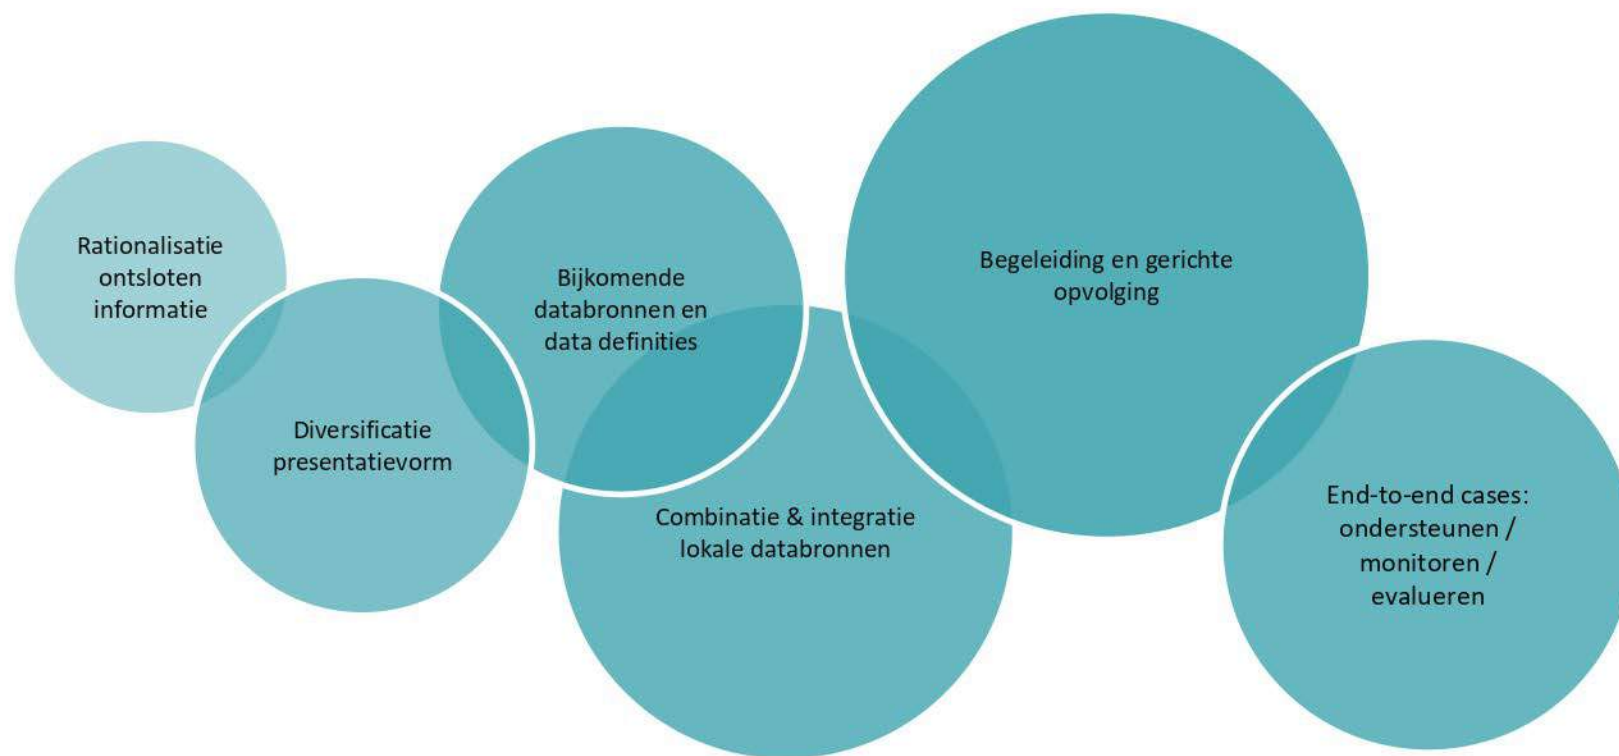 Rationalisatie
ontsloten
informatie
Diversificatie
presentatievorm
Bijkomende
databronnen en
data definities
Combinatie & integratie
lokale databronnen
Begeleiding en gerichte
opvolging
End-to-end cases:
ondersteunen /
monitoren /
evalueren